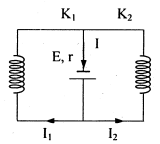 K₁ K₂
I
E, r
I₁ I₂